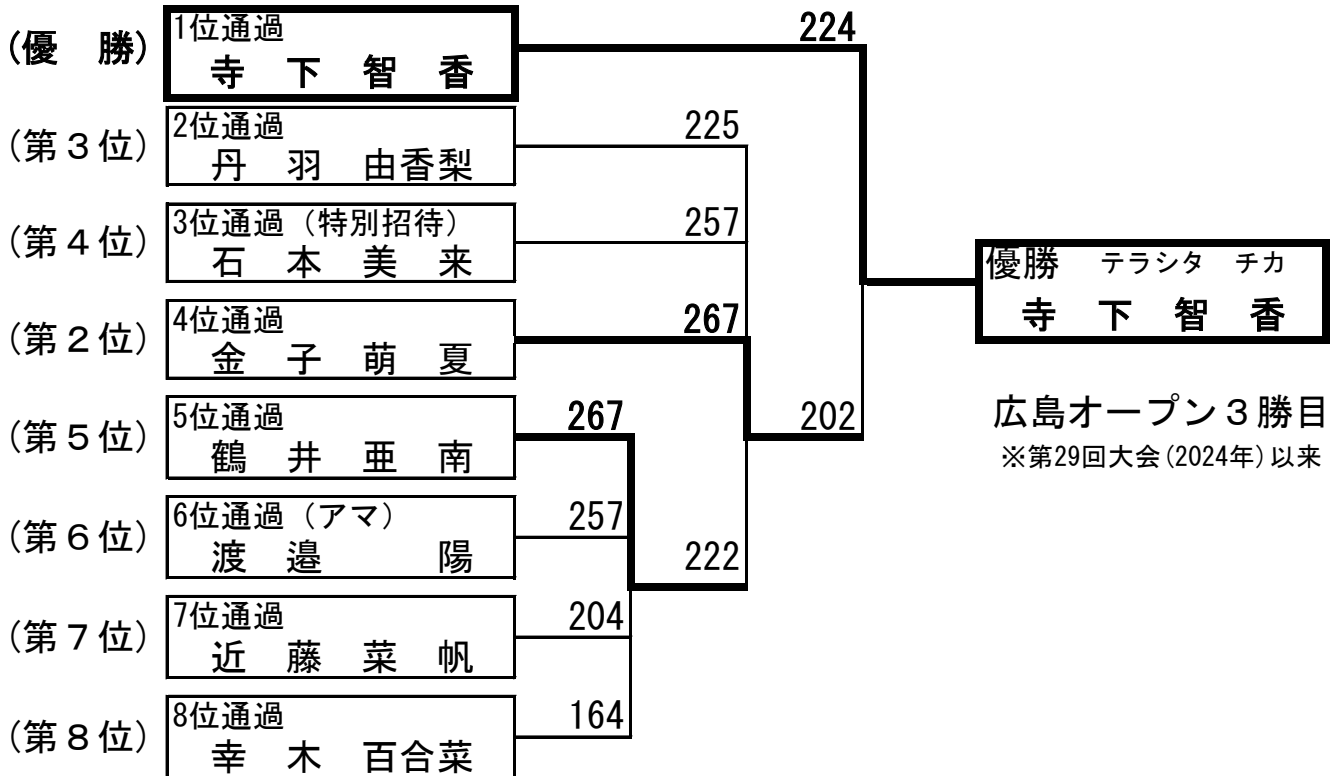 (優　勝) 1位通過 224
寺　下　智　香
(第３位) 2位通過 225
丹　羽　由香梨
(第４位) 3位通過（特別招待） 257
石　本　美　来
優勝　テラシタ　チカ
寺　下　智　香
(第２位) 4位通過 267
金　子　萌　夏
(第５位) 5位通過 267 202
鶴　井　亜　南
広島オープン３勝目
※第29回大会(2024年)以来
(第６位) 6位通過（アマ） 257
渡　邉　　　陽
222
(第７位) 7位通過 204
近　藤　菜　帆
(第８位) 8位通過 164
幸　木　百合菜